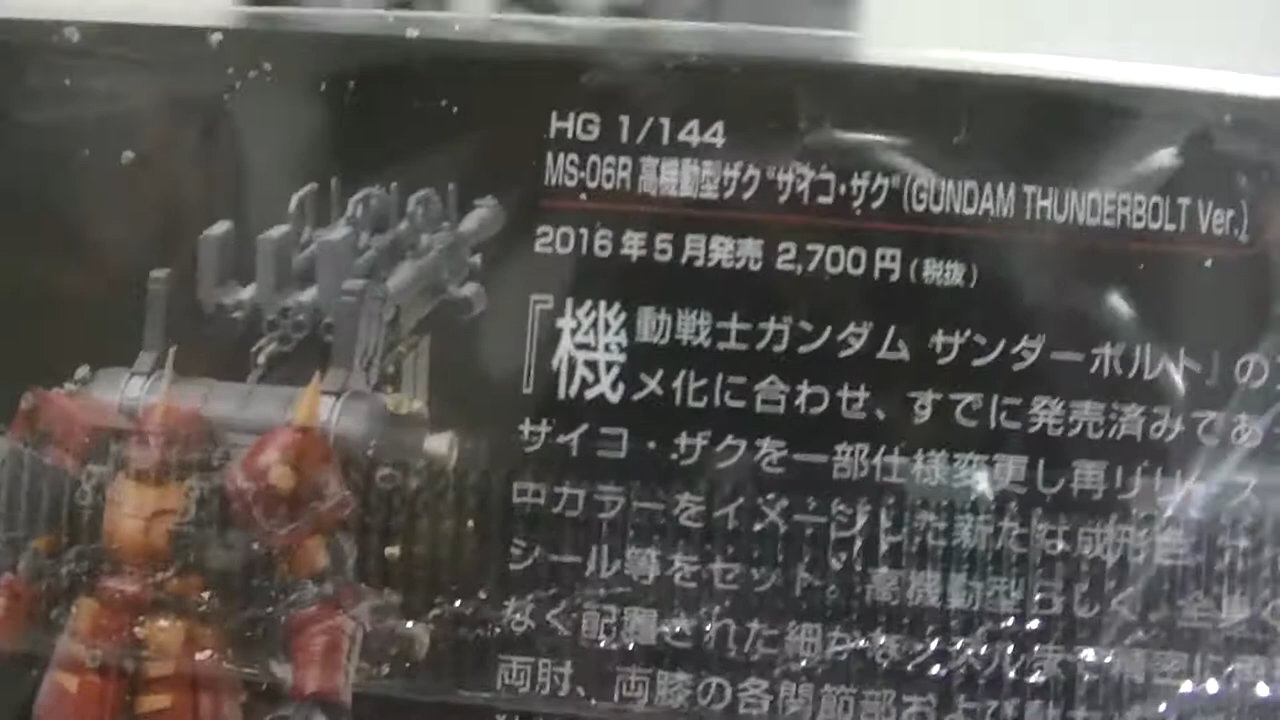 HG 1/144
MS-06R 高機動型ザク“サイコ・ザク”(GUNDAM THUNDERBOLT Ver.)
2016年5月発売 2,700円(税抜)
『機動戦士ガンダム サンダーボルト』の
メ化に合わせ、すでに発売済みであ
サイコ・ザクを一部仕様変更し再リリース
中カラーをイメージした新たな成形色
シール等をセット。高機動型らしく、全身
なく配置された細かなノズルまで精密に
両肘、両膝の各関節部および